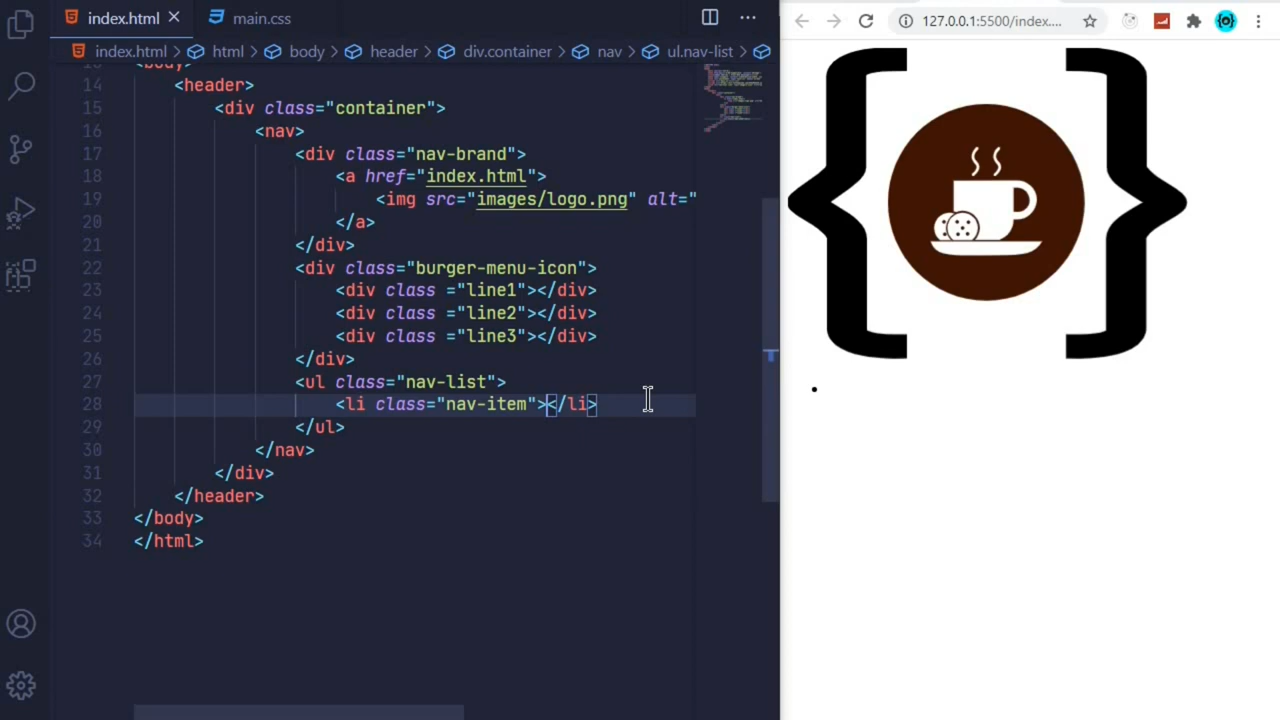 index.html
main.css
127.0.0.1:5500/index....
index.html html body header div.container nav ul.nav-list
<body>
14 <header>
15 <div class="container">
16 <nav>
17 <div class="nav-brand">
18 <a href="index.html">
19 <img src="images/logo.png" alt="
20 </a>
21 </div>
22 <div class="burger-menu-icon">
23 <div class ="line1"></div>
24 <div class ="line2"></div>
25 <div class ="line3"></div>
26 </div>
27 <ul class="nav-list">
28 <li class="nav-item"></li>
29 </ul>
30 </nav>
31 </div>
32 </header>
33 </body>
34 </html>